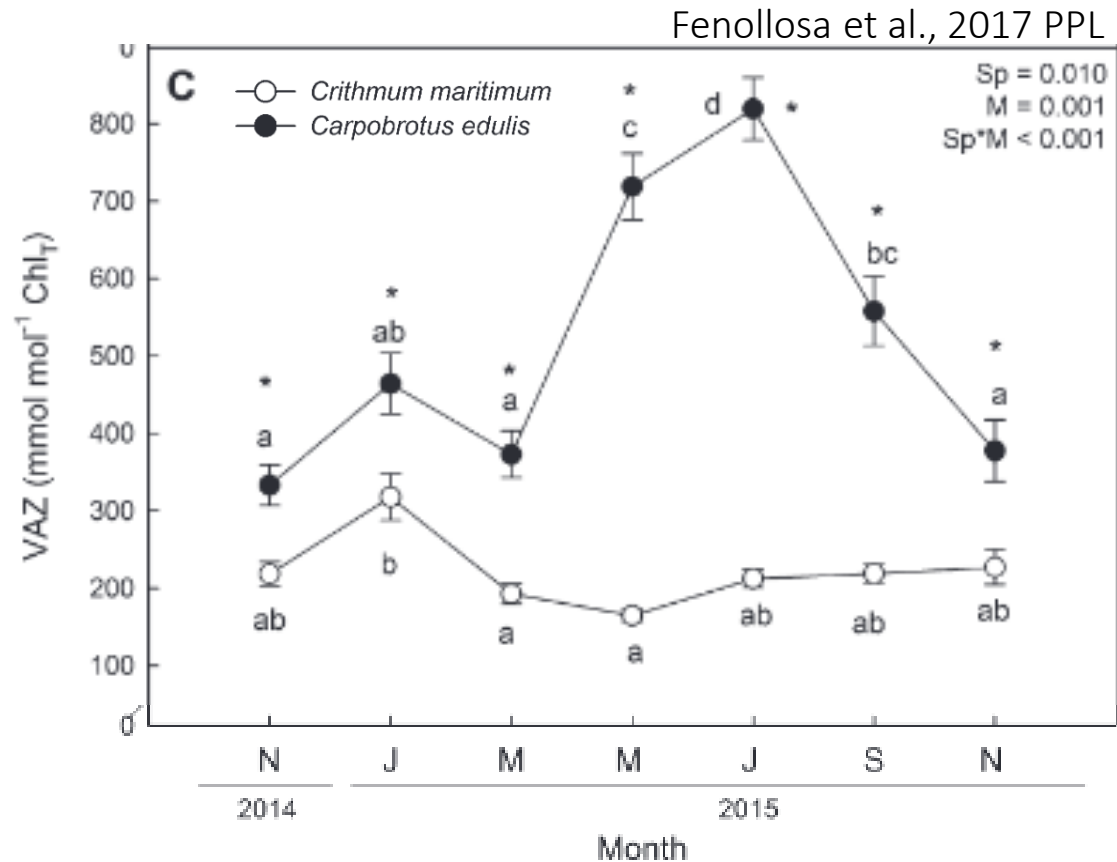 Fenollosa et al., 2017 PPL
C
Crithmum maritimum
Carpobrotus edulis
Sp = 0.010
M = 0.001
Sp*M < 0.001
VAZ (mmol mol⁻¹ Chl_T)
0
800
700
600
500
400
300
200
100
0
*
a
*
ab
*
a
*
c
d *
*
bc
*
a
ab
b
a
a
ab
ab
ab
N J M M J S N
2014 2015
Month